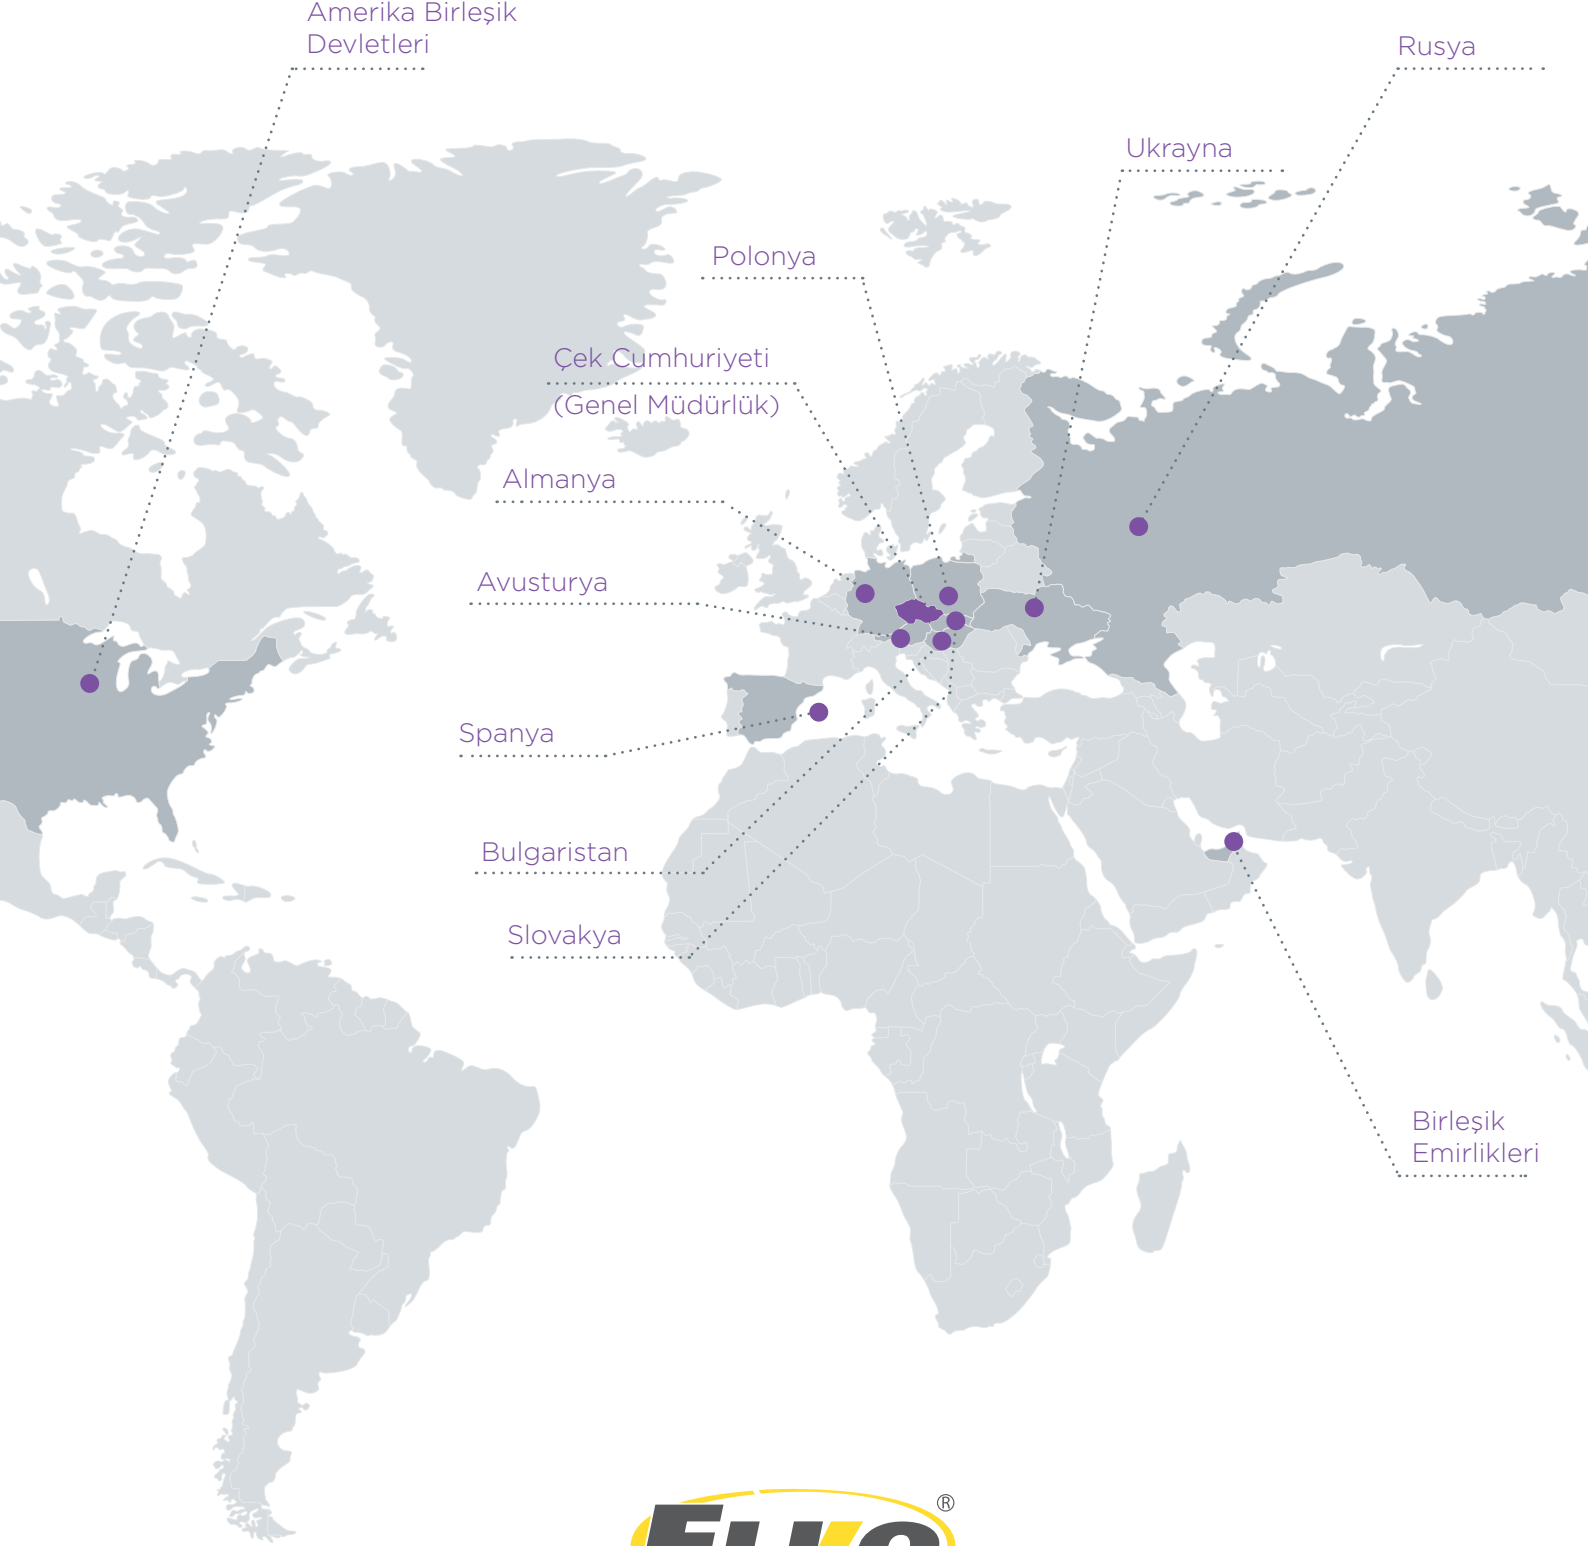 Amerika Birleşik
Devletleri
Rusya
Ukrayna
Polonya
Çek Cumhuriyeti
(Genel Müdürlük)
Almanya
Avusturya
Spanya
Bulgaristan
Slovakya
Birleşik
Emirlikleri
®